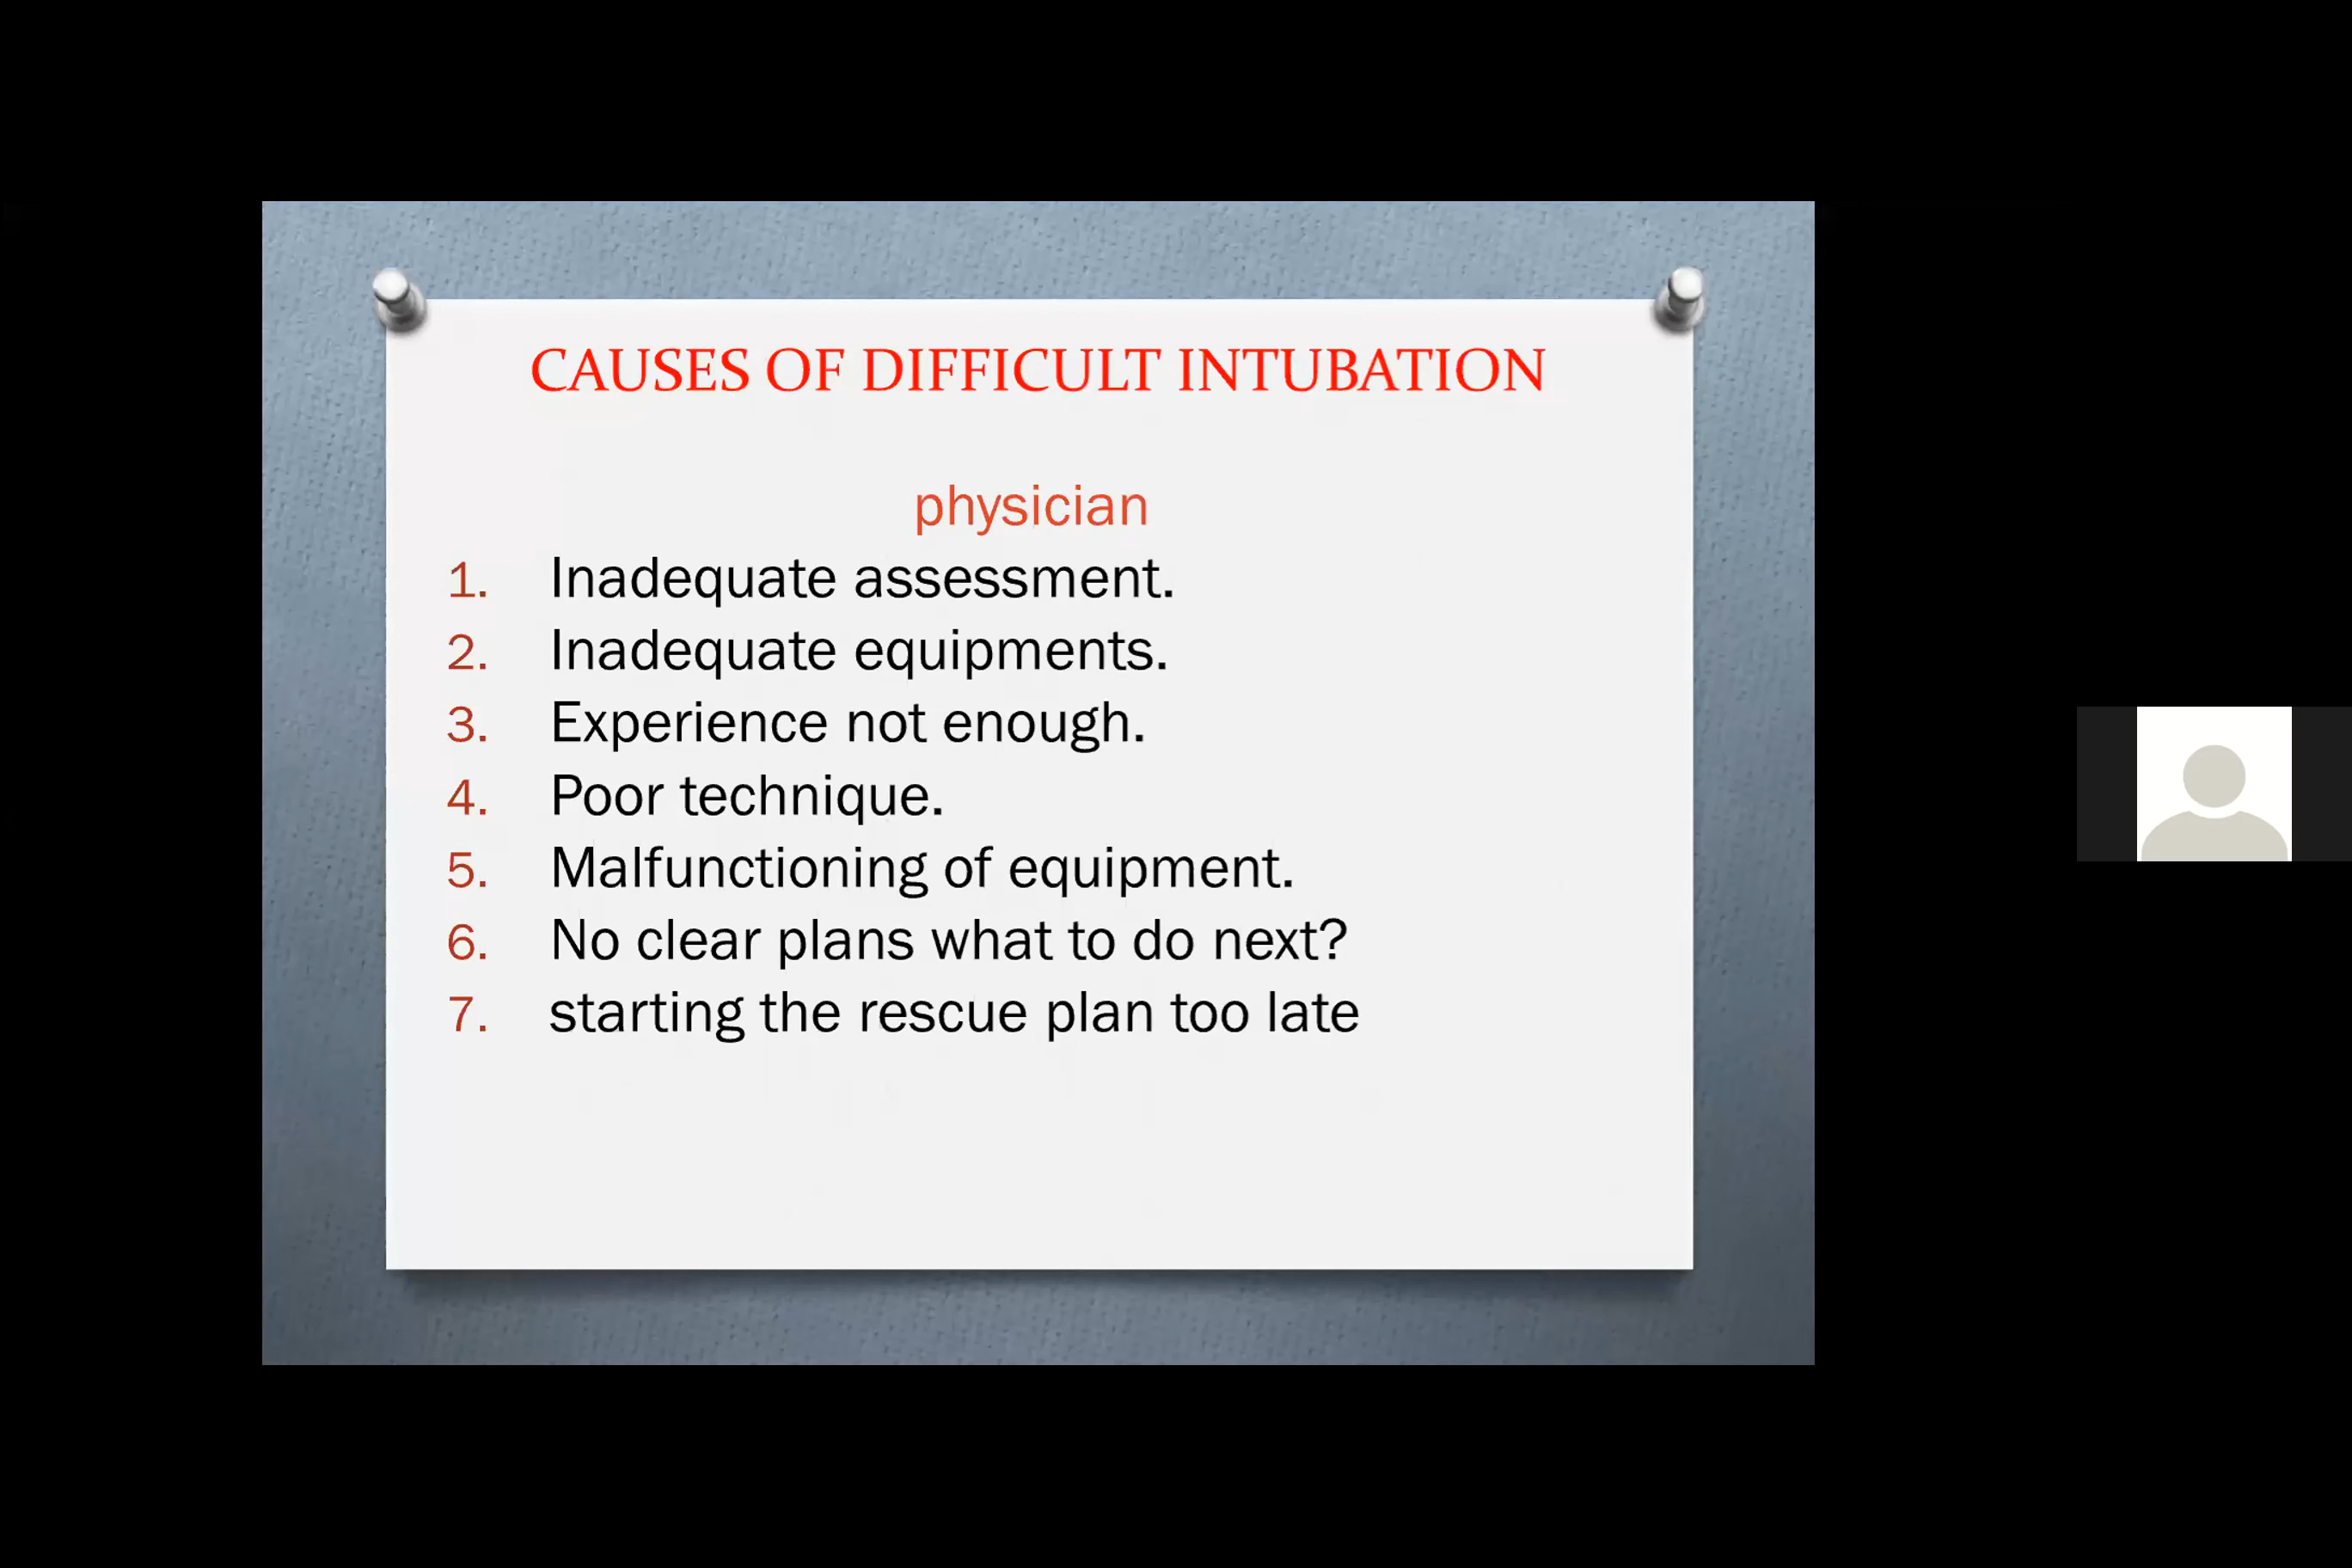 CAUSES OF DIFFICULT INTUBATION
physician
1. Inadequate assessment.
2. Inadequate equipments.
3. Experience not enough.
4. Poor technique.
5. Malfunctioning of equipment.
6. No clear plans what to do next?
7. starting the rescue plan too late